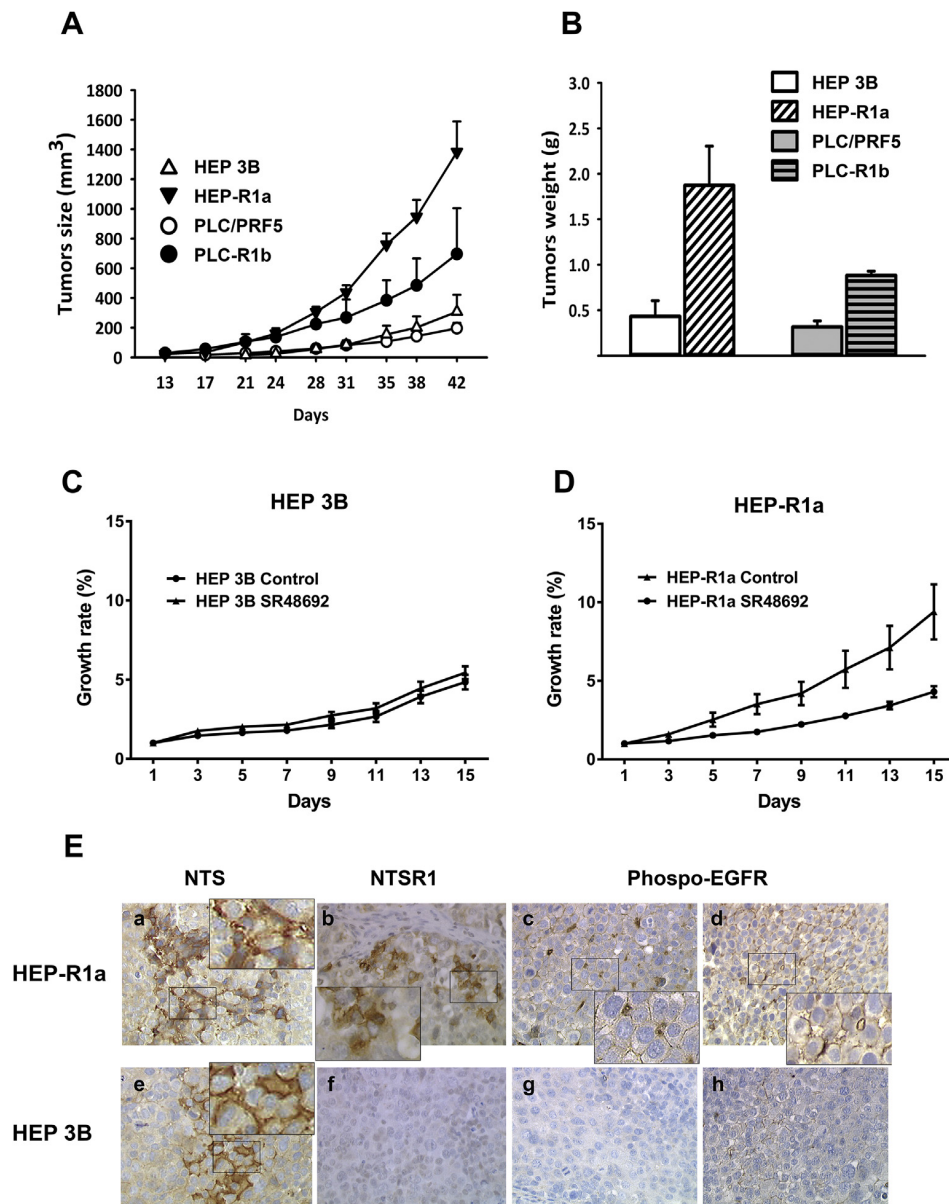 A
Tumors size (mm³)
1800
1600
1400
1200
1000
800
600
400
200
0
HEP 3B
HEP-R1a
PLC/PRF5
PLC-R1b
13 17 21 24 28 31 35 38 42
Days
B
Tumors weight (g)
3.0
2.5
2.0
1.5
1.0
0.5
HEP 3B
HEP-R1a
PLC/PRF5
PLC-R1b
C
HEP 3B
Growth rate (%)
15
10
5
0
HEP 3B Control
HEP 3B SR48692
1 3 5 7 9 11 13 15
Days
D
HEP-R1a
Growth rate (%)
15
10
5
0
HEP-R1a Control
HEP-R1a SR48692
1 3 5 7 9 11 13 15
Days
E
NTS NTSR1 Phospo-EGFR
HEP-R1a
a b c d
HEP 3B
e f g h